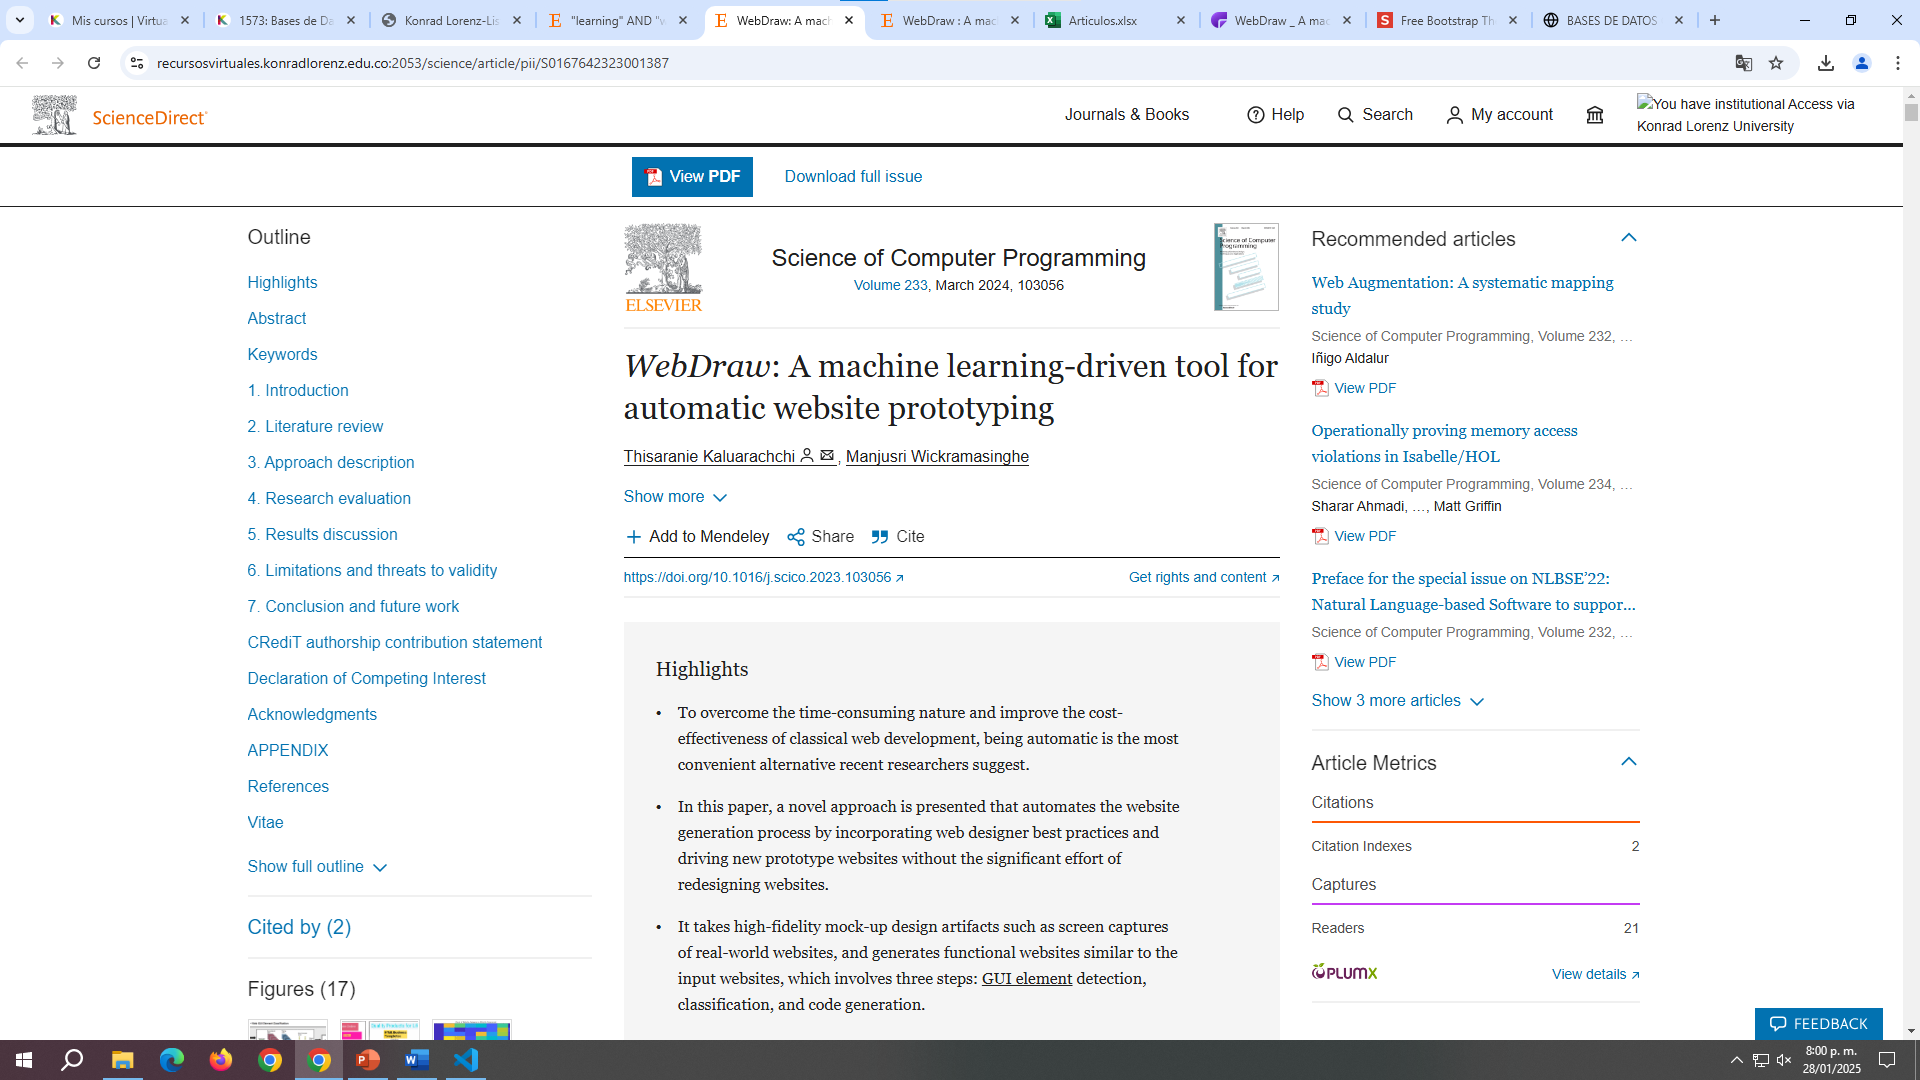 Mis cursos | Virtua
1573: Bases de Da
Konrad Lorenz-Lis
"learning" AND "w
WebDraw: A mach
WebDraw : A mac
Articulos.xlsx
WebDraw _ A mac
Free Bootstrap Th
BASES DE DATOS
recursosvirtuales.konradlorenz.edu.co:2053/science/article/pii/S0167642323001387
ScienceDirect
Journals & Books
Help
Search
My account
You have institutional Access via
Konrad Lorenz University
View PDF
Download full issue
Outline
Highlights
Abstract
Keywords
1. Introduction
2. Literature review
3. Approach description
4. Research evaluation
5. Results discussion
6. Limitations and threats to validity
7. Conclusion and future work
CRediT authorship contribution statement
Declaration of Competing Interest
Acknowledgments
APPENDIX
References
Vitae
Show full outline
Cited by (2)
Figures (17)
ELSEVIER
Science of Computer Programming
Volume 233, March 2024, 103056
Science of Computer
Programming
WebDraw: A machine learning-driven tool for
automatic website prototyping
Thisaranie Kaluarachchi , Manjusri Wickramasinghe
Show more
Add to Mendeley
Share
Cite
https://doi.org/10.1016/j.scico.2023.103056
Get rights and content
Highlights
• To overcome the time-consuming nature and improve the cost-
effectiveness of classical web development, being automatic is the most
convenient alternative recent researchers suggest.
• In this paper, a novel approach is presented that automates the website
generation process by incorporating web designer best practices and
driving new prototype websites without the significant effort of
redesigning websites.
• It takes high-fidelity mock-up design artifacts such as screen captures
of real-world websites, and generates functional websites similar to the
input websites, which involves three steps: GUI element detection,
classification, and code generation.
Recommended articles
Web Augmentation: A systematic mapping
study
Science of Computer Programming, Volume 232, …
Iñigo Aldalur
View PDF
Operationally proving memory access
violations in Isabelle/HOL
Science of Computer Programming, Volume 234, …
Sharar Ahmadi, …, Matt Griffin
View PDF
Preface for the special issue on NLBSE’22:
Natural Language-based Software to suppor…
Science of Computer Programming, Volume 232, …
View PDF
Show 3 more articles
Article Metrics
Citations
Citation Indexes 2
Captures
Readers 21
PLUMX
View details
FEEDBACK
8:00 p. m.
28/01/2025